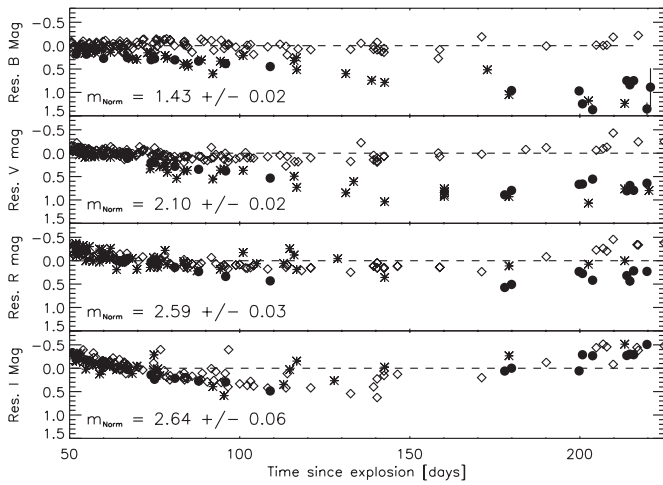 Res. B Mag
−0.5
0.0
0.5
1.0
1.5
m_Norm = 1.43 +/− 0.02
Res. V mag
−0.5
0.0
0.5
1.0
1.5
m_Norm = 2.10 +/− 0.02
Res. R mag
−0.5
0.0
0.5
1.0
1.5
m_Norm = 2.59 +/− 0.03
Res. I Mag
−0.5
0.0
0.5
1.0
1.5
m_Norm = 2.64 +/− 0.06
50 100 150 200
Time since explosion [days]